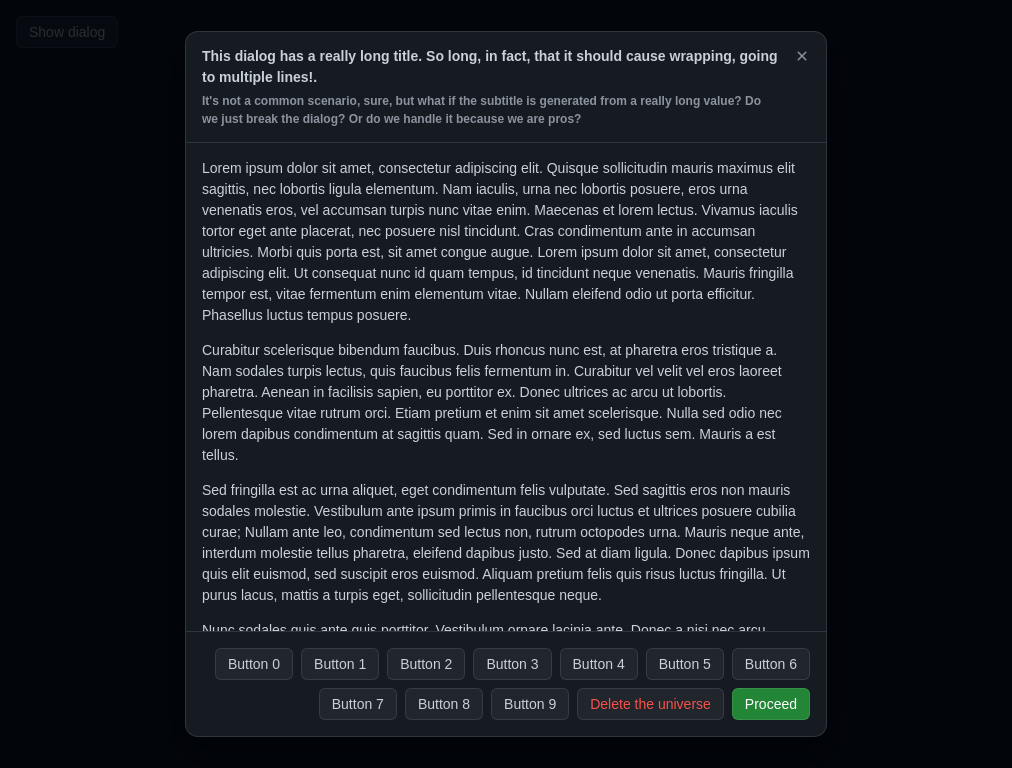 Show dialog
This dialog has a really long title. So long, in fact, that it should cause wrapping, going
to multiple lines!.
It's not a common scenario, sure, but what if the subtitle is generated from a really long value? Do
we just break the dialog? Or do we handle it because we are pros?
Lorem ipsum dolor sit amet, consectetur adipiscing elit. Quisque sollicitudin mauris maximus elit
sagittis, nec lobortis ligula elementum. Nam iaculis, urna nec lobortis posuere, eros urna
venenatis eros, vel accumsan turpis nunc vitae enim. Maecenas et lorem lectus. Vivamus iaculis
tortor eget ante placerat, nec posuere nisl tincidunt. Cras condimentum ante in accumsan
ultricies. Morbi quis porta est, sit amet congue augue. Lorem ipsum dolor sit amet, consectetur
adipiscing elit. Ut consequat nunc id quam tempus, id tincidunt neque venenatis. Mauris fringilla
tempor est, vitae fermentum enim elementum vitae. Nullam eleifend odio ut porta efficitur.
Phasellus luctus tempus posuere.
Curabitur scelerisque bibendum faucibus. Duis rhoncus nunc est, at pharetra eros tristique a.
Nam sodales turpis lectus, quis faucibus felis fermentum in. Curabitur vel velit vel eros laoreet
pharetra. Aenean in facilisis sapien, eu porttitor ex. Donec ultrices ac arcu ut lobortis.
Pellentesque vitae rutrum orci. Etiam pretium et enim sit amet scelerisque. Nulla sed odio nec
lorem dapibus condimentum at sagittis quam. Sed in ornare ex, sed luctus sem. Mauris a est
tellus.
Sed fringilla est ac urna aliquet, eget condimentum felis vulputate. Sed sagittis eros non mauris
sodales molestie. Vestibulum ante ipsum primis in faucibus orci luctus et ultrices posuere cubilia
curae; Nullam ante leo, condimentum sed lectus non, rutrum octopodes urna. Mauris neque ante,
interdum molestie tellus pharetra, eleifend dapibus justo. Sed at diam ligula. Donec dapibus ipsum
quis elit euismod, sed suscipit eros euismod. Aliquam pretium felis quis risus luctus fringilla. Ut
purus lacus, mattis a turpis eget, sollicitudin pellentesque neque.
Nunc sodales quis ante quis porttitor. Vestibulum ornare lacinia ante. Donec a nisi nec arcu
Button 0 Button 1 Button 2 Button 3 Button 4 Button 5 Button 6
Button 7 Button 8 Button 9 Delete the universe Proceed